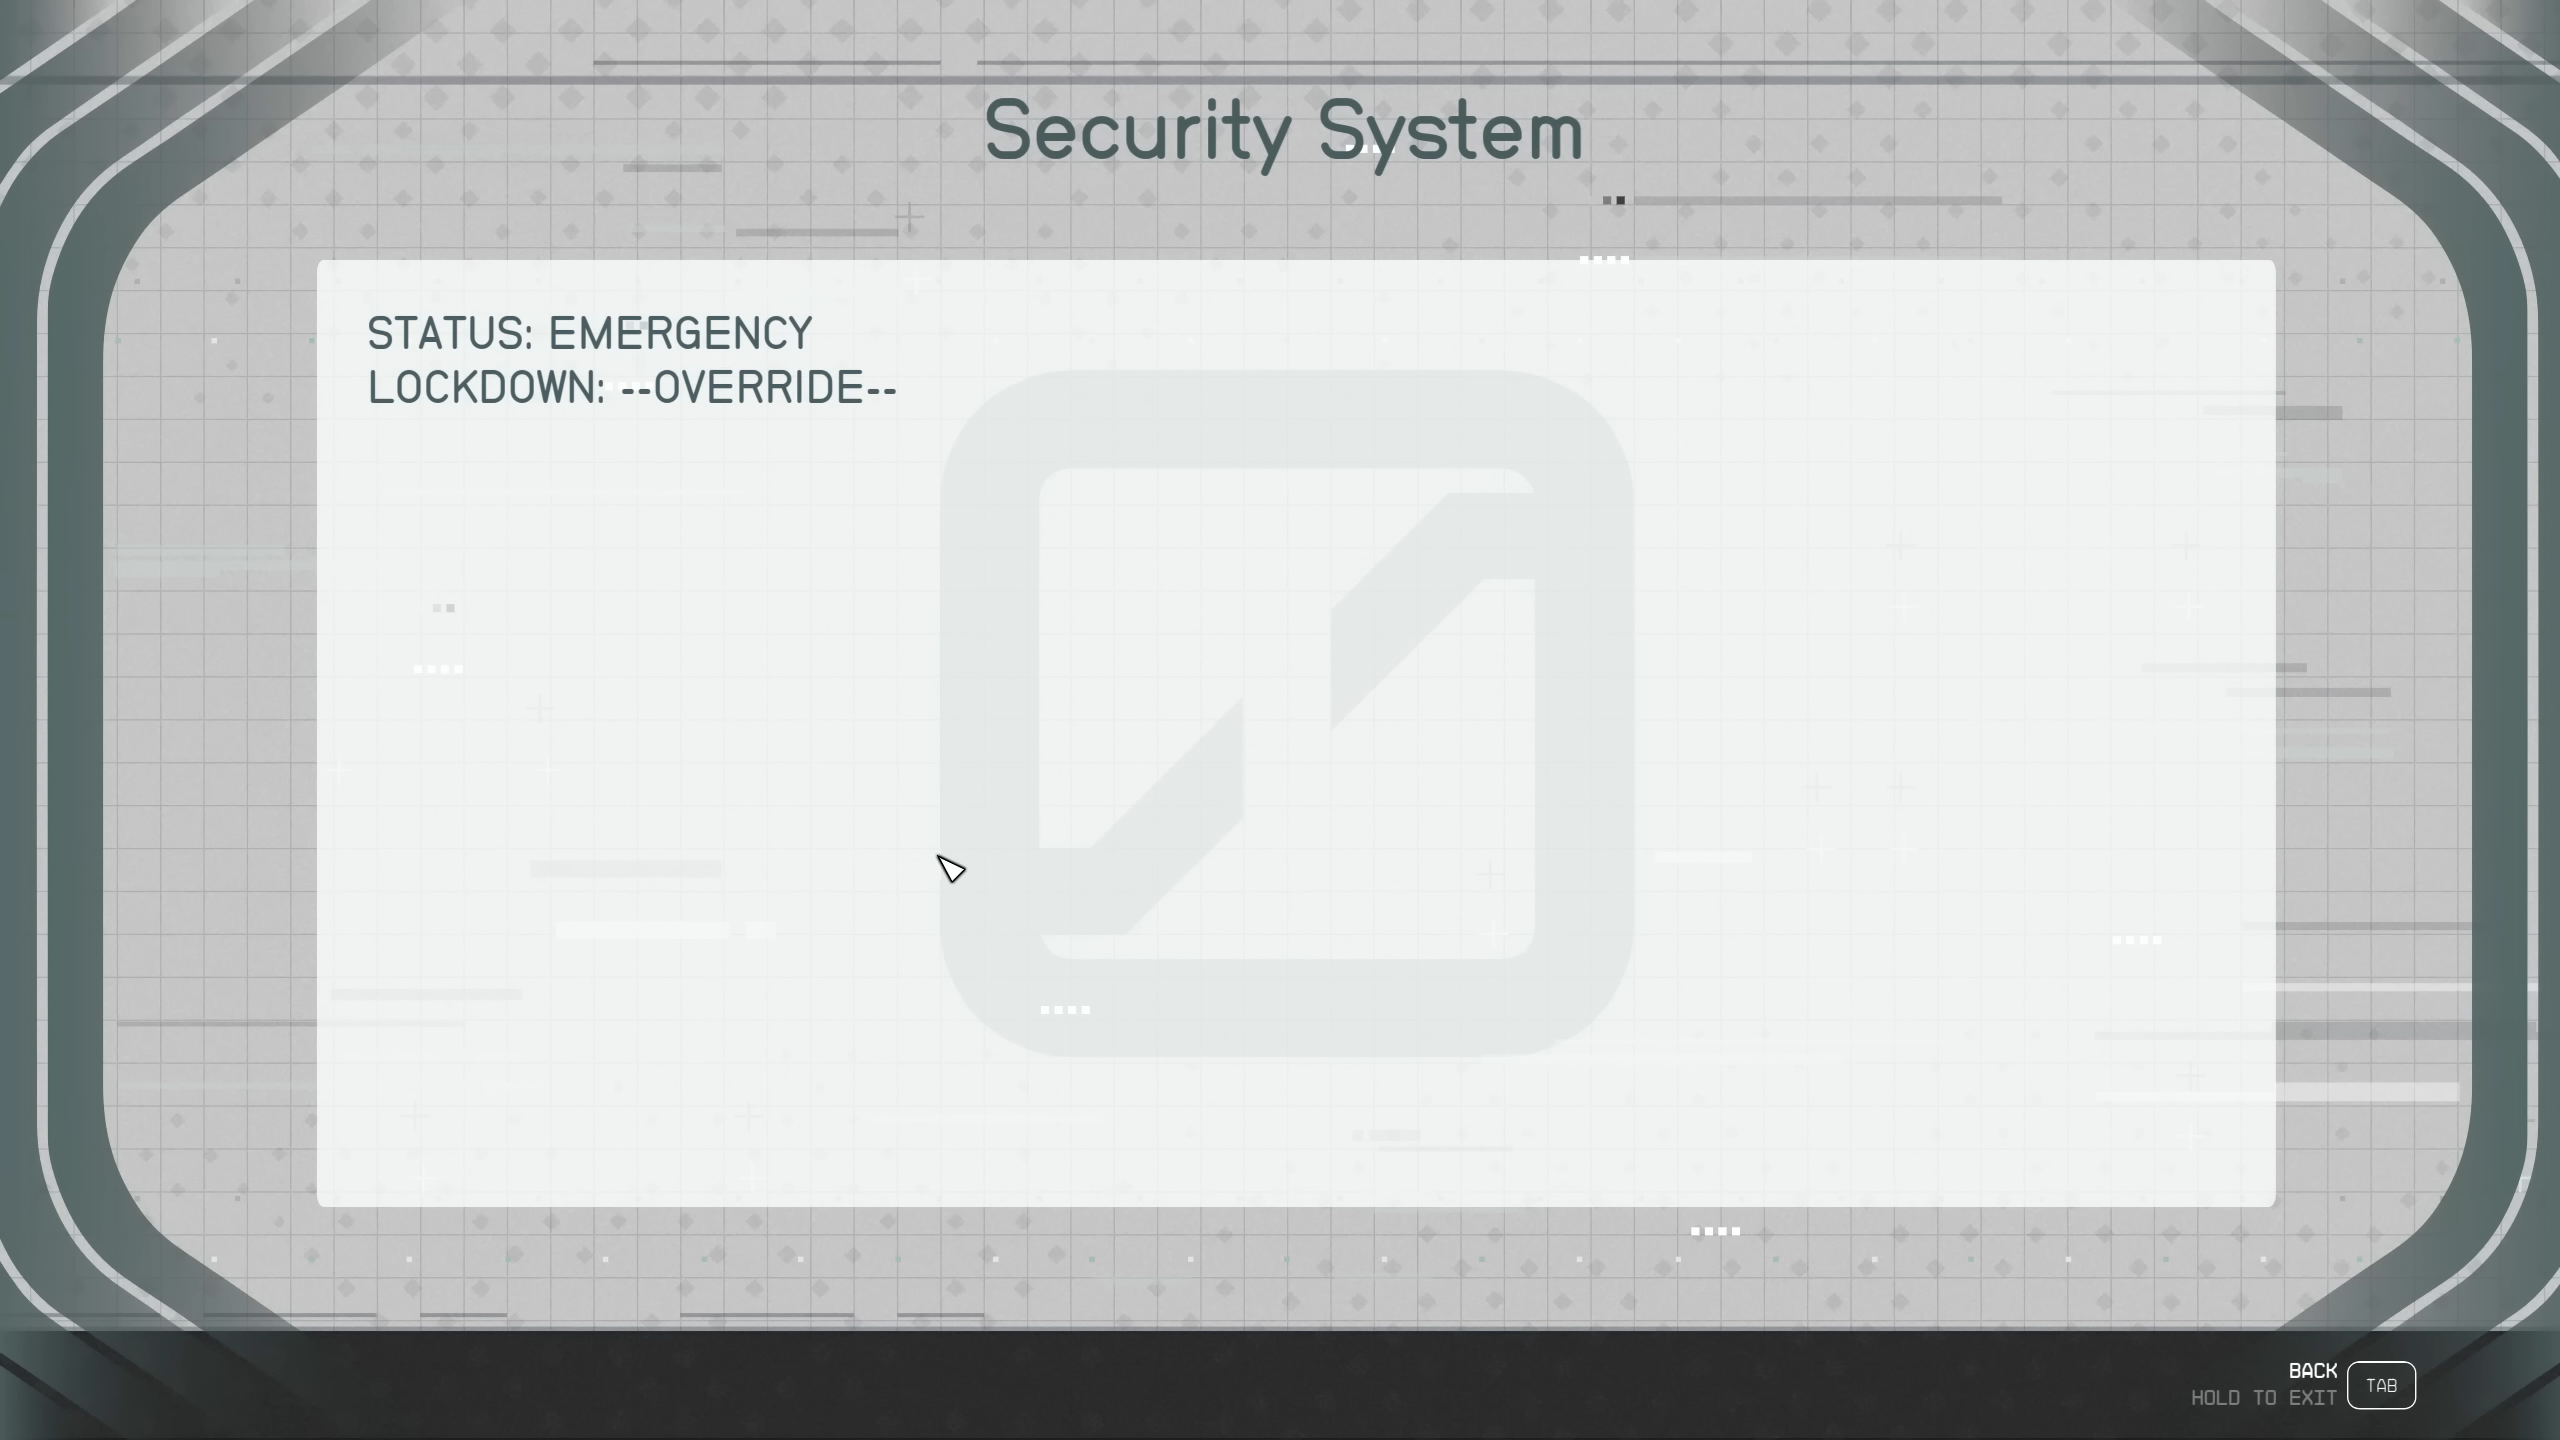 Security System
STATUS: EMERGENCY
LOCKDOWN: --OVERRIDE--
BACK
HOLD TO EXIT
TAB